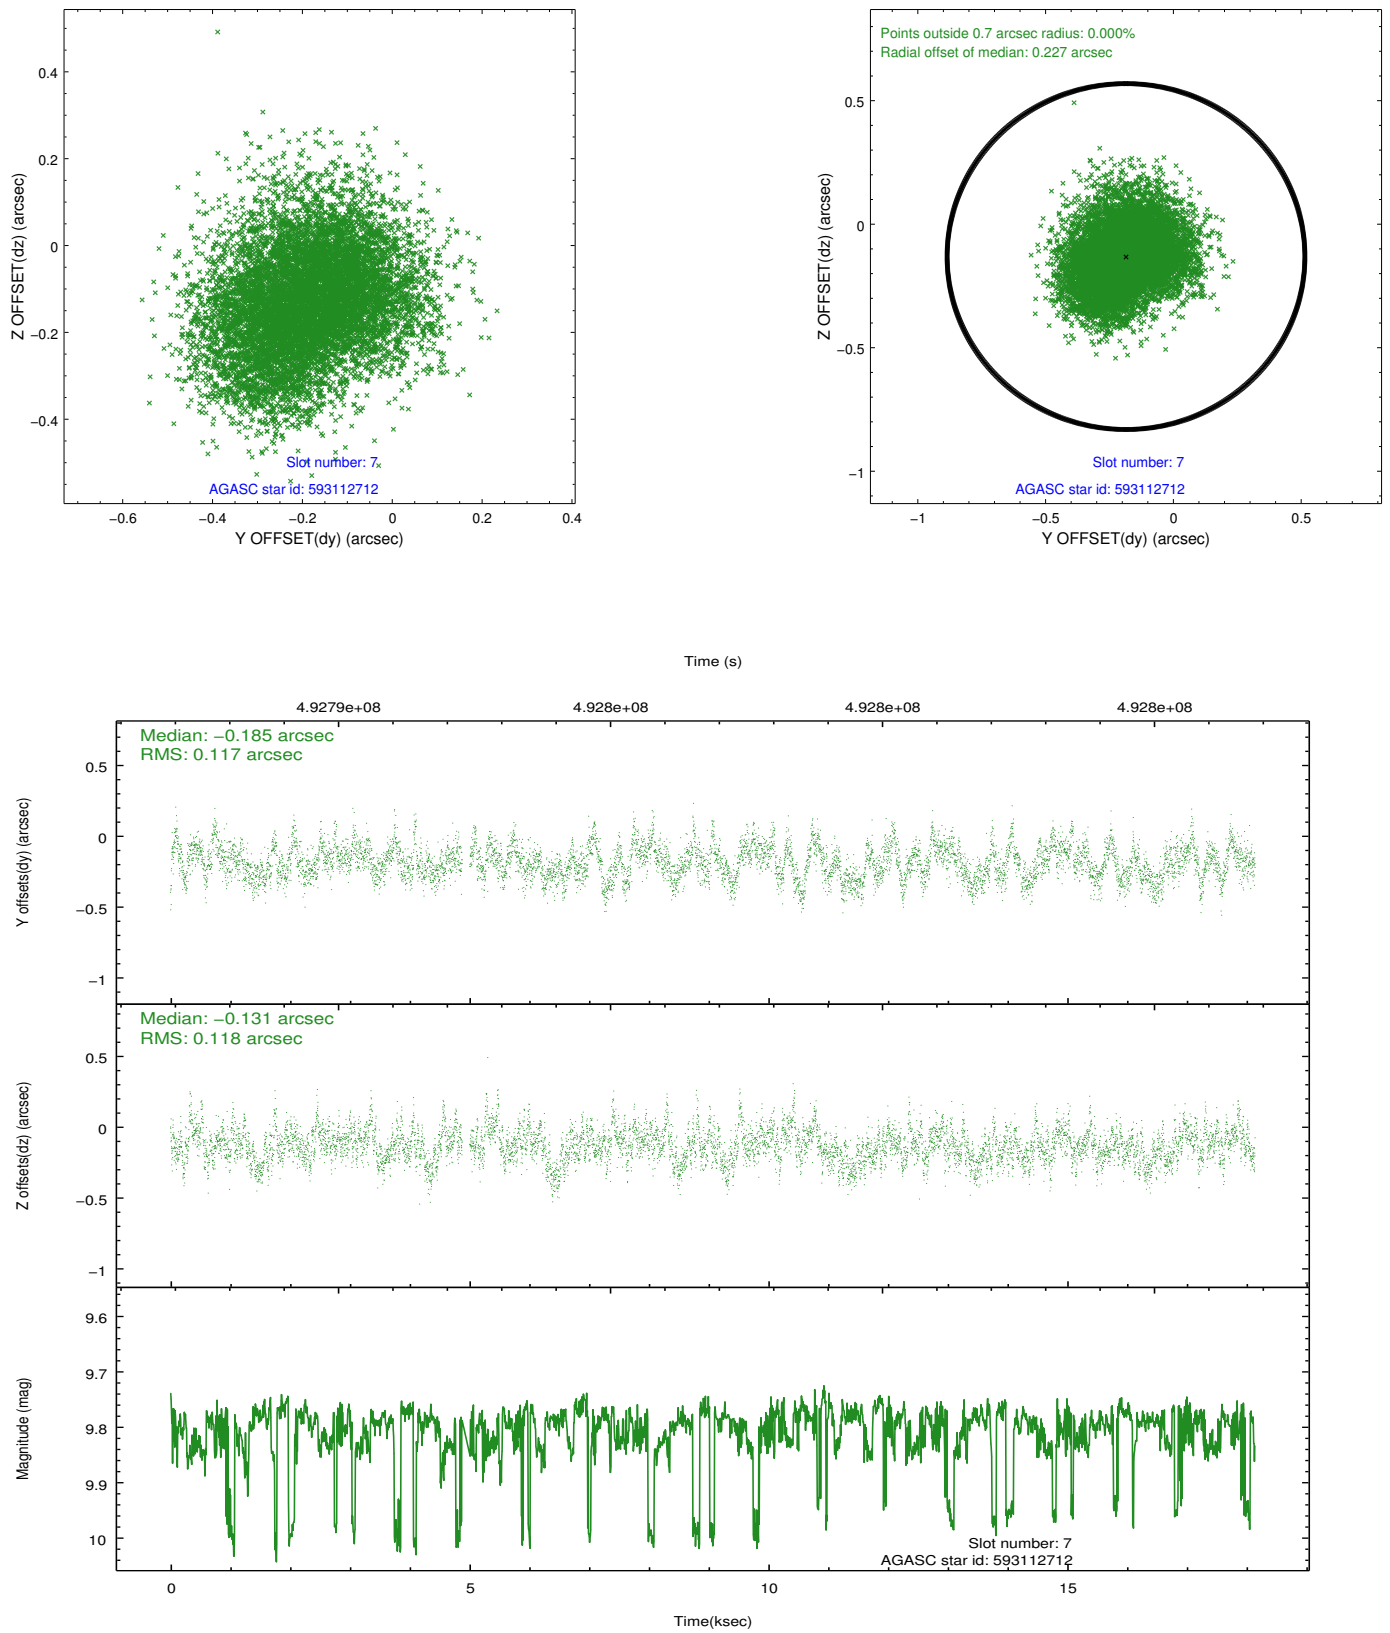 0.4
0.2
0
−0.2
−0.4
Z OFFSET(dz) (arcsec)
−0.6
−0.4
−0.2
0
0.2
0.4
Y OFFSET(dy) (arcsec)
Slot number: 7
AGASC star id: 593112712
Points outside 0.7 arcsec radius: 0.000%
Radial offset of median: 0.227 arcsec
0.5
0
−0.5
−1
Z OFFSET(dz) (arcsec)
−1
−0.5
0
0.5
Y OFFSET(dy) (arcsec)
Slot number: 7
AGASC star id: 593112712
Time (s)
4.9279e+08
4.928e+08
4.928e+08
4.928e+08
Median: −0.185 arcsec
RMS: 0.117 arcsec
0.5
0
−0.5
−1
Y offsets(dy) (arcsec)
Median: −0.131 arcsec
RMS: 0.118 arcsec
0.5
0
−0.5
−1
Z offsets(dz) (arcsec)
9.6
9.7
9.8
9.9
10
Magnitude (mag)
Slot number: 7
AGASC star id: 593112712
0
5
10
15
Time(ksec)